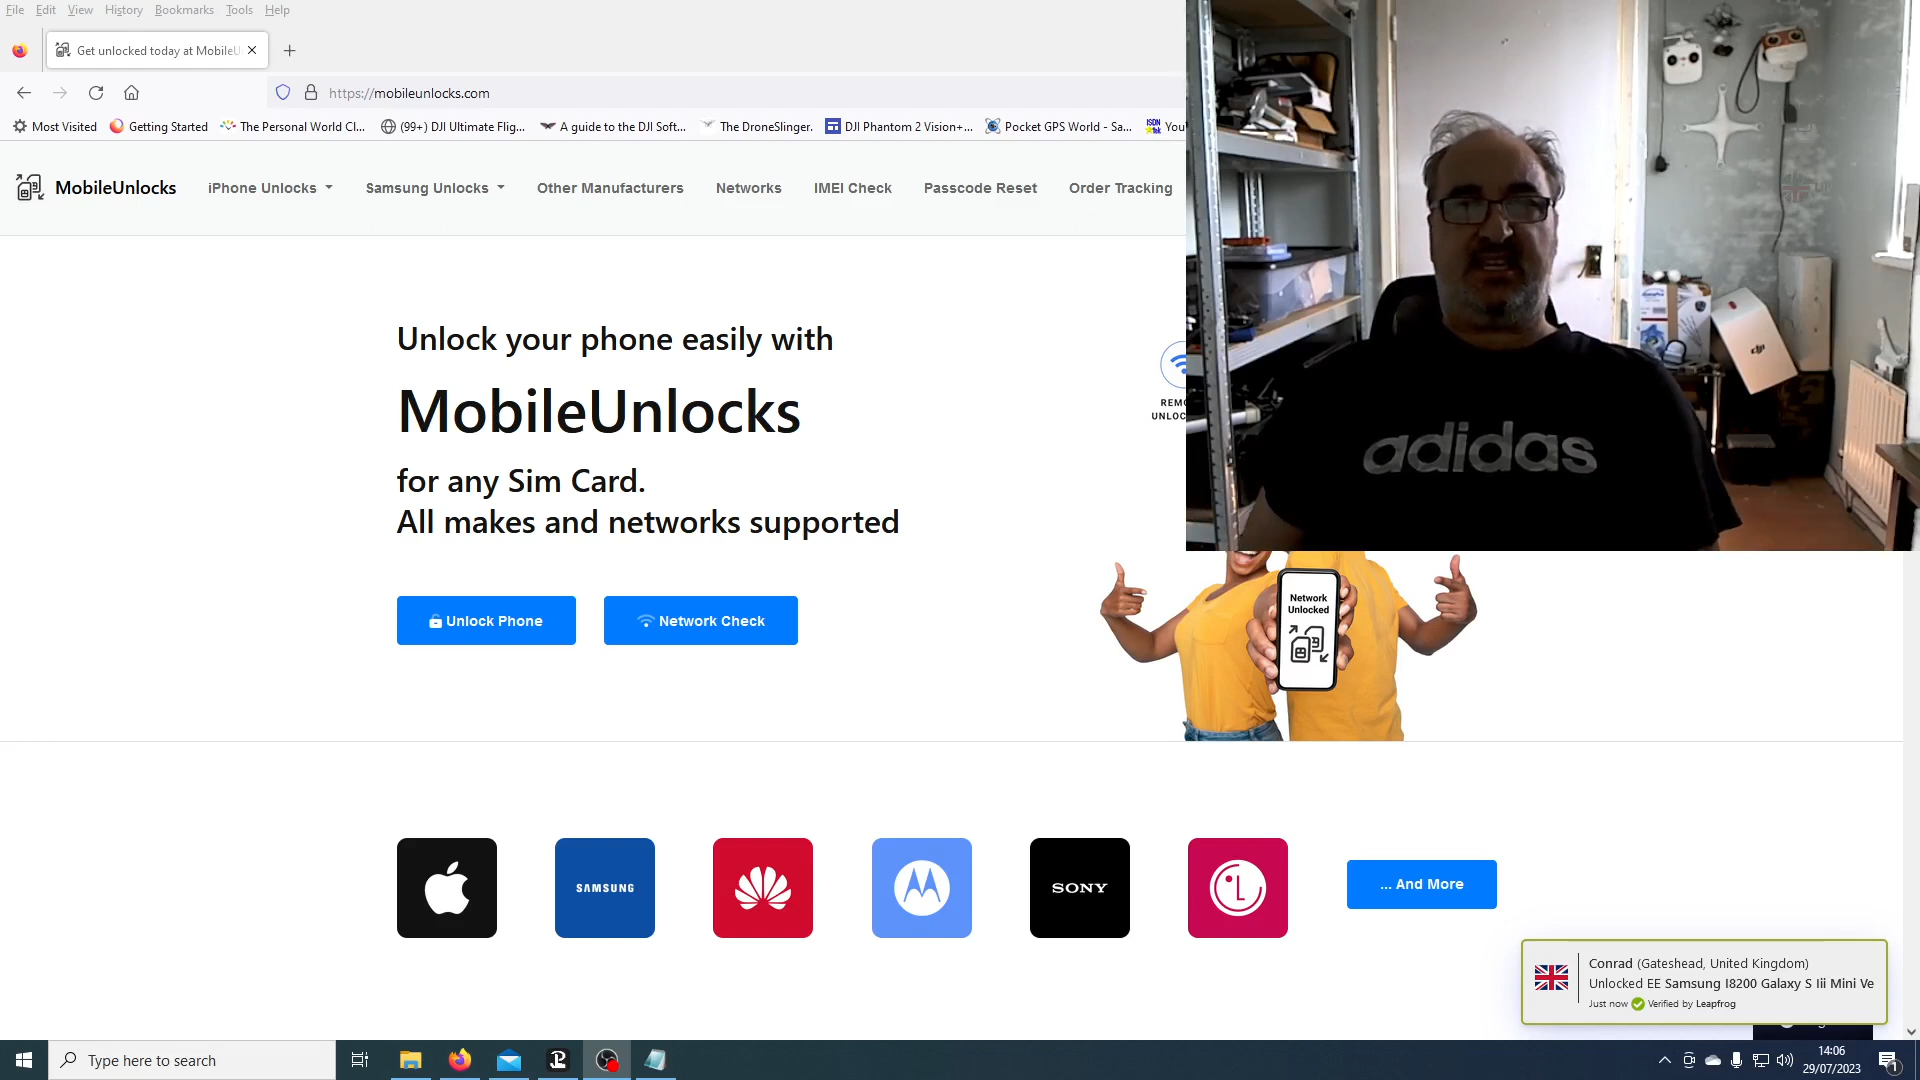 File Edit View History Bookmarks Tools Help
Get unlocked today at MobileU
https://mobileunlocks.com
Most Visited Getting Started The Personal World Cl... (99+) DJI Ultimate Flig... A guide to the DJI Soft... The DroneSlinger. DJI Phantom 2 Vision+... Pocket GPS World - Sa... You
MobileUnlocks iPhone Unlocks Samsung Unlocks Other Manufacturers Networks IMEI Check Passcode Reset Order Tracking
Unlock your phone easily with
MobileUnlocks
for any Sim Card.
All makes and networks supported
Unlock Phone Network Check
adidas
dji
Network
Unlocked
SAMSUNG
SONY
... And More
Conrad (Gateshead, United Kingdom)
Unlocked EE Samsung I8200 Galaxy S Iii Mini Ve
Just now Verified by Leapfrog
Type here to search
14:06
29/07/2023
1